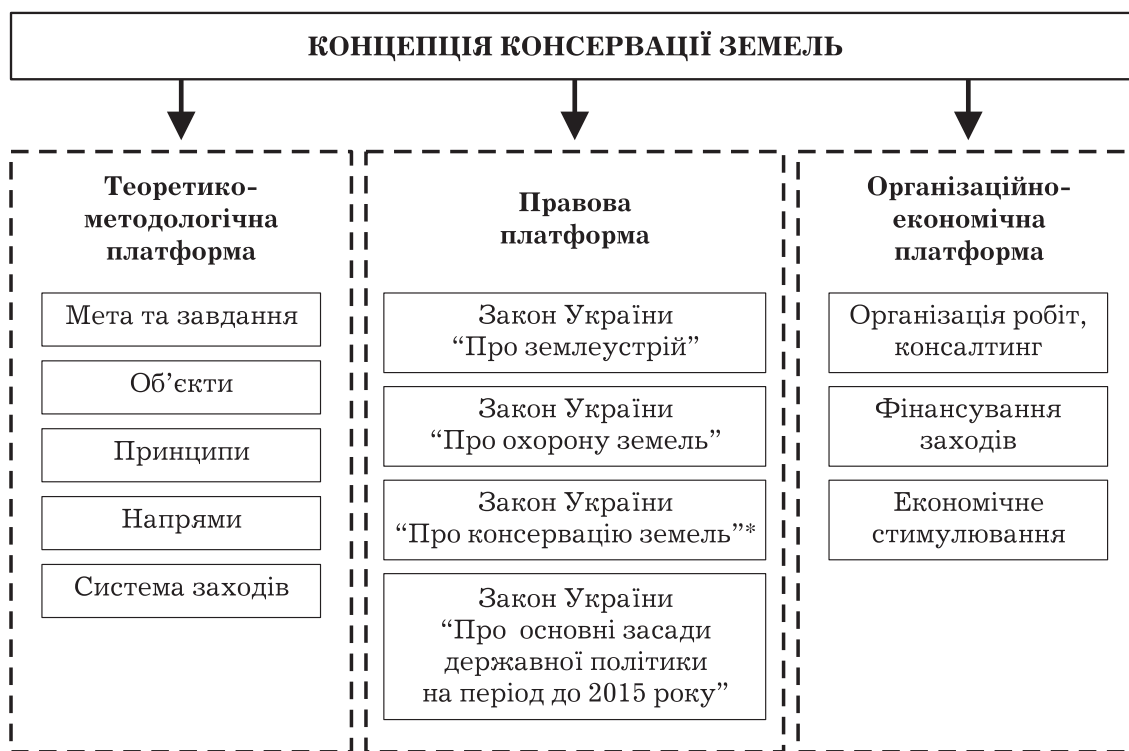 КОНЦЕПЦІЯ КОНСЕРВАЦІЇ ЗЕМЕЛЬ
Теоретико-
методологічна
платформа
Мета та завдання
Об’єкти
Принципи
Напрями
Система заходів
Правова
платформа
Закон України
“Про землеустрій”
Закон України
“Про охорону земель”
Закон України
“Про консервацію земель”*
Закон України
“Про основні засади
державної політики
на період до 2015 року”
Організаційно-
економічна
платформа
Організація робіт,
консалтинг
Фінансування
заходів
Економічне
стимулювання